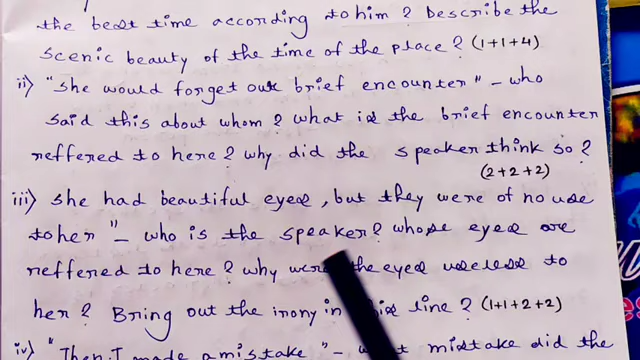 the best time according to him? Describe the
scenic beauty of the time of the place? (1+1+4)
ii) "she would forget our brief encounter" – who
said this about whom? what is the brief encounter
reffered to here? why did the speaker think so?
(2+2+2)
iii) she had beautiful eyes, but they were of no use
to her" – who is the speaker? whose eyes are
reffered to here? why were the eyes useless to
her? Bring out the irony in this line? (1+1+2+2)
iv) "Then I made a mistake" – what mistake did the